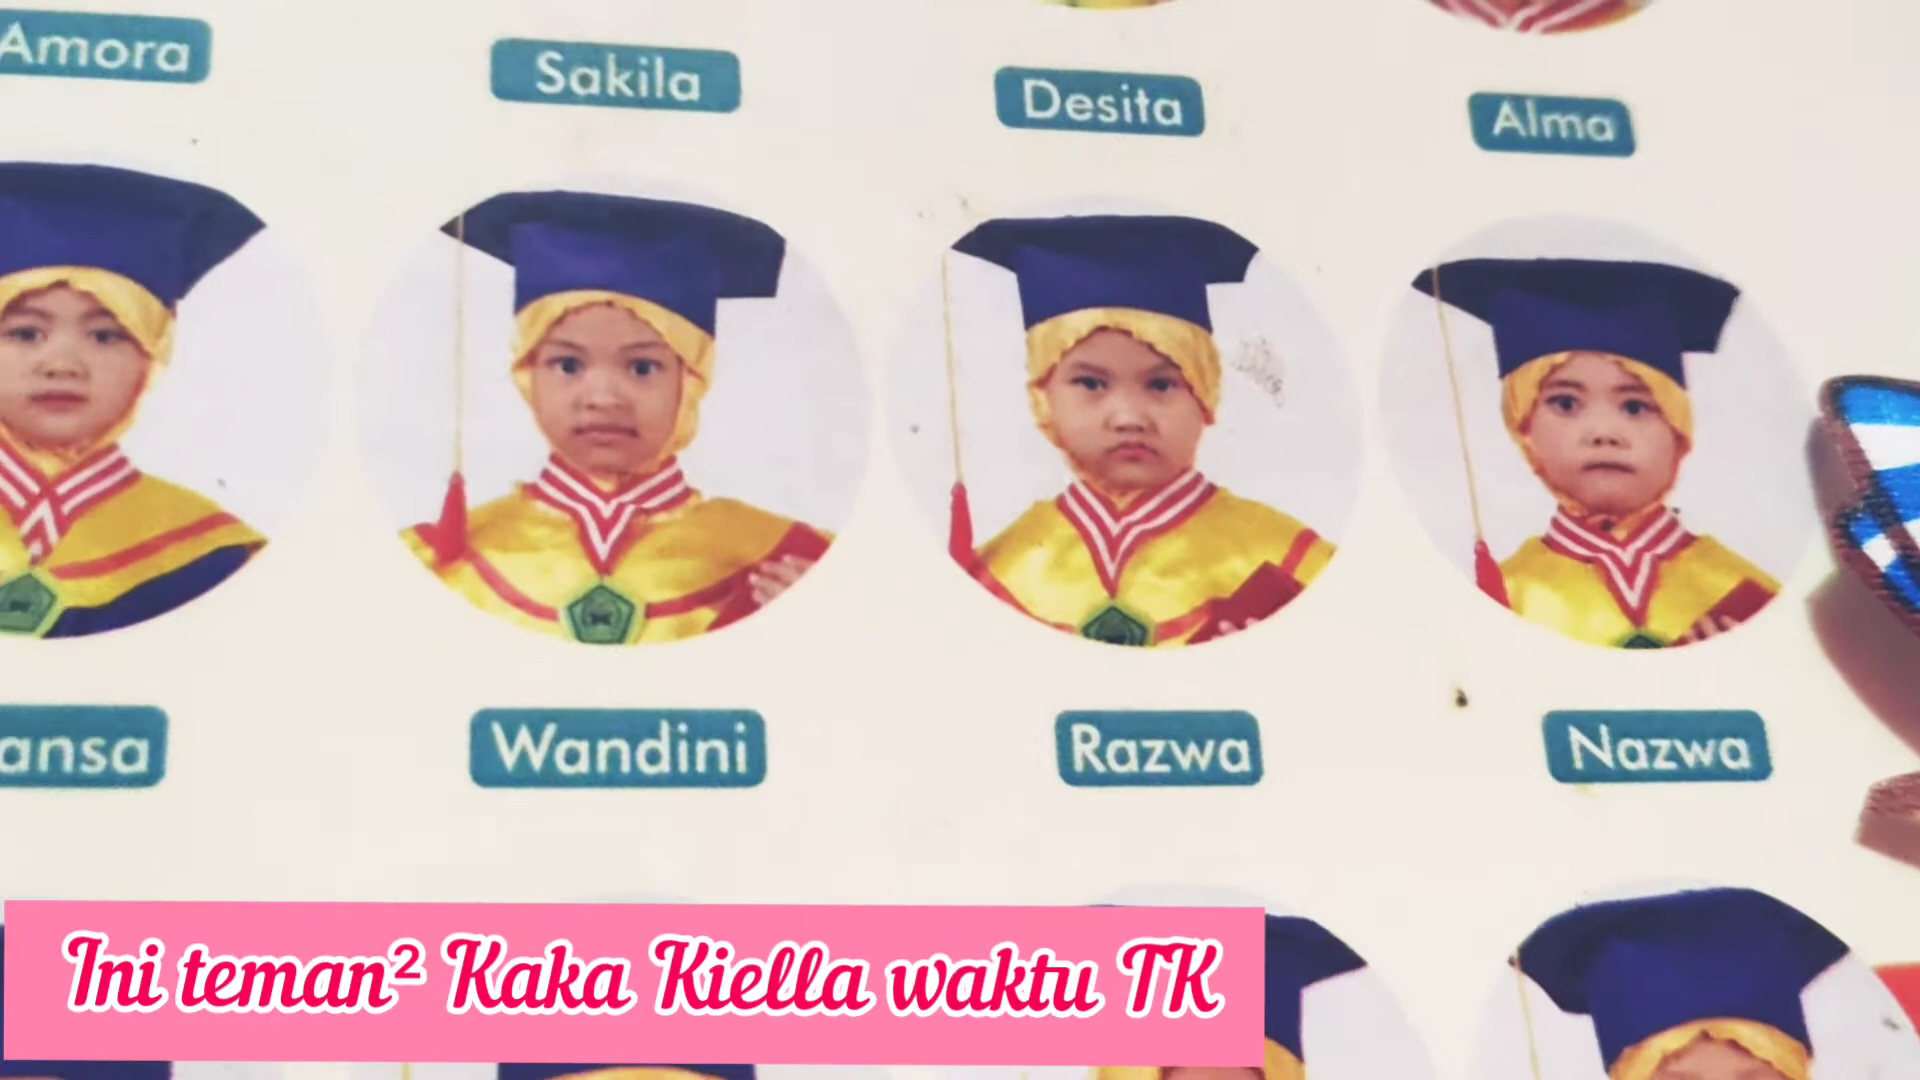 Amora
Sakila
Desita
Alma
ansa
Wandini
Razwa
Nazwa
Ini teman² Kaka Kiella waktu TK